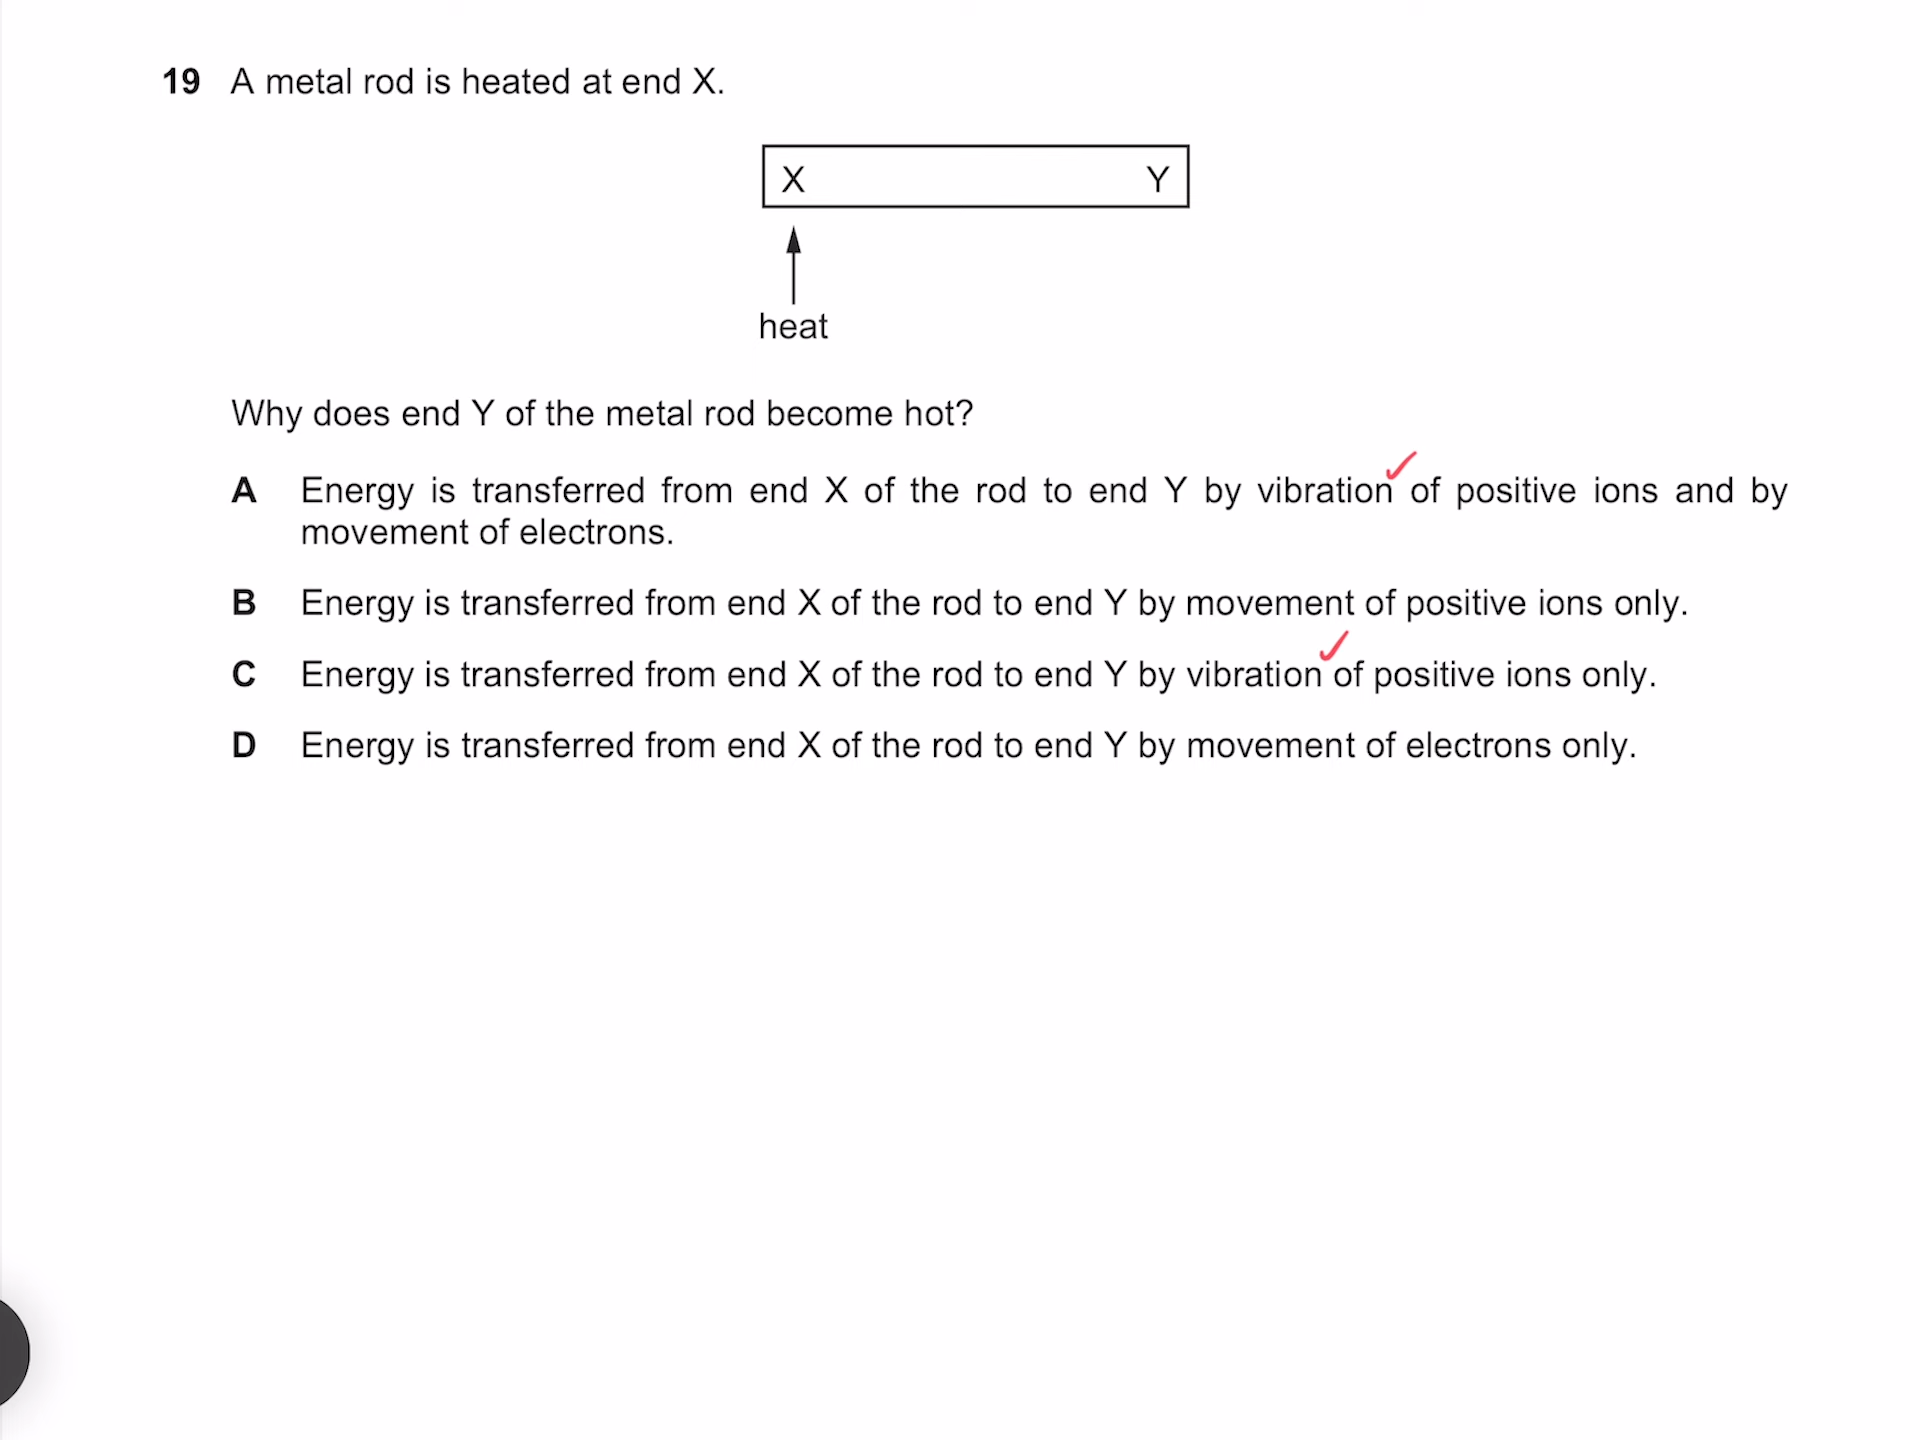 19 A metal rod is heated at end X.
X Y
heat
Why does end Y of the metal rod become hot?
A Energy is transferred from end X of the rod to end Y by vibration of positive ions and by
movement of electrons.
B Energy is transferred from end X of the rod to end Y by movement of positive ions only.
C Energy is transferred from end X of the rod to end Y by vibration of positive ions only.
D Energy is transferred from end X of the rod to end Y by movement of electrons only.